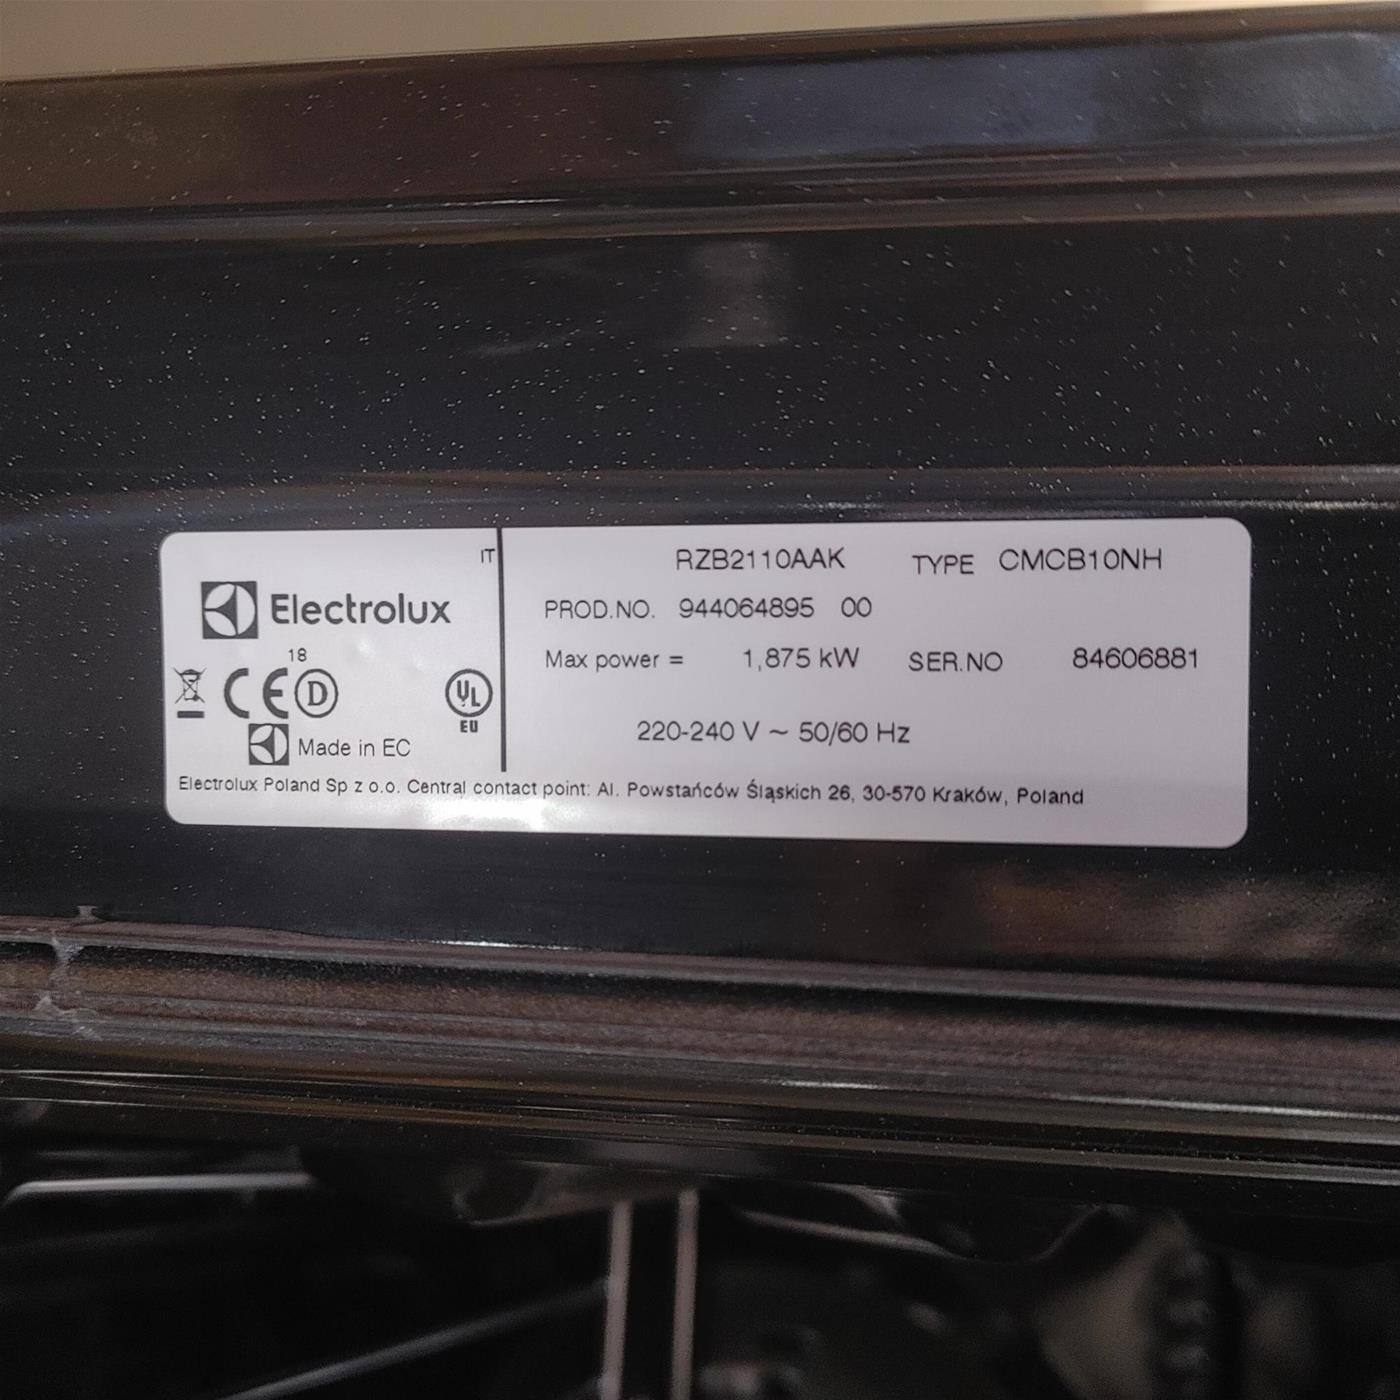 IT
Electrolux
18
CE D UL
EU
Made in EC
RZB2110AAK TYPE CMCB10NH
PROD.NO. 944064895 00
Max power = 1,875 kW SER.NO 84606881
220-240 V ~ 50/60 Hz
Electrolux Poland Sp z o.o. Central contact point: Al. Powstańców Śląskich 26, 30-570 Kraków, Poland